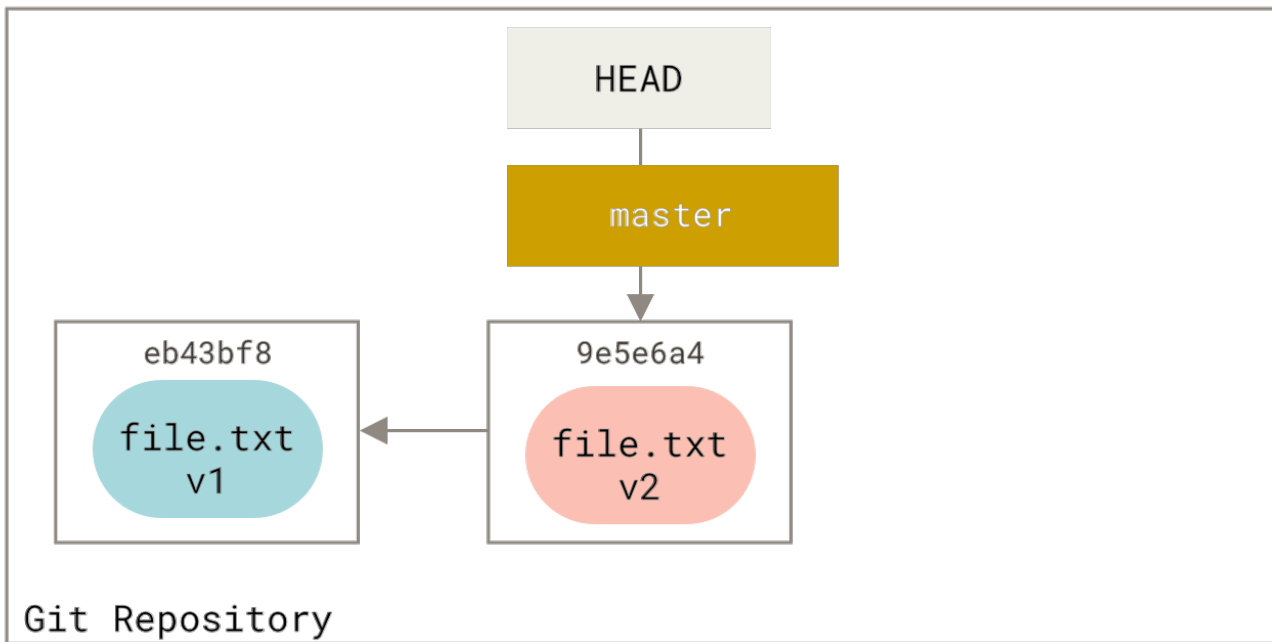 HEAD
master
eb43bf8
file.txt
v1
9e5e6a4
file.txt
v2
Git Repository